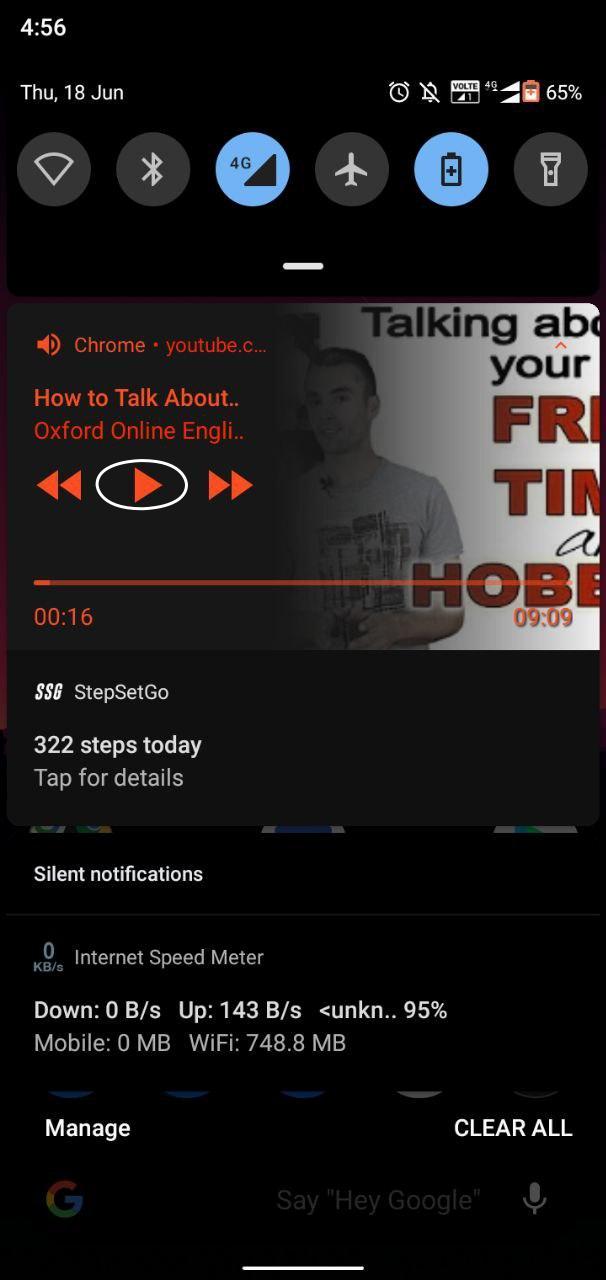 4:56
Thu, 18 Jun
VOLTE 1 4G 65%
4G
Chrome • youtube.c...
How to Talk About..
Oxford Online Engli..
Talking abo
your
FRE
TIM
a
HOBB
00:16
09:09
SSG StepSetGo
322 steps today
Tap for details
Silent notifications
0
KB/s Internet Speed Meter
Down: 0 B/s Up: 143 B/s <unkn.. 95%
Mobile: 0 MB WiFi: 748.8 MB
Manage
CLEAR ALL
G Say "Hey Google"